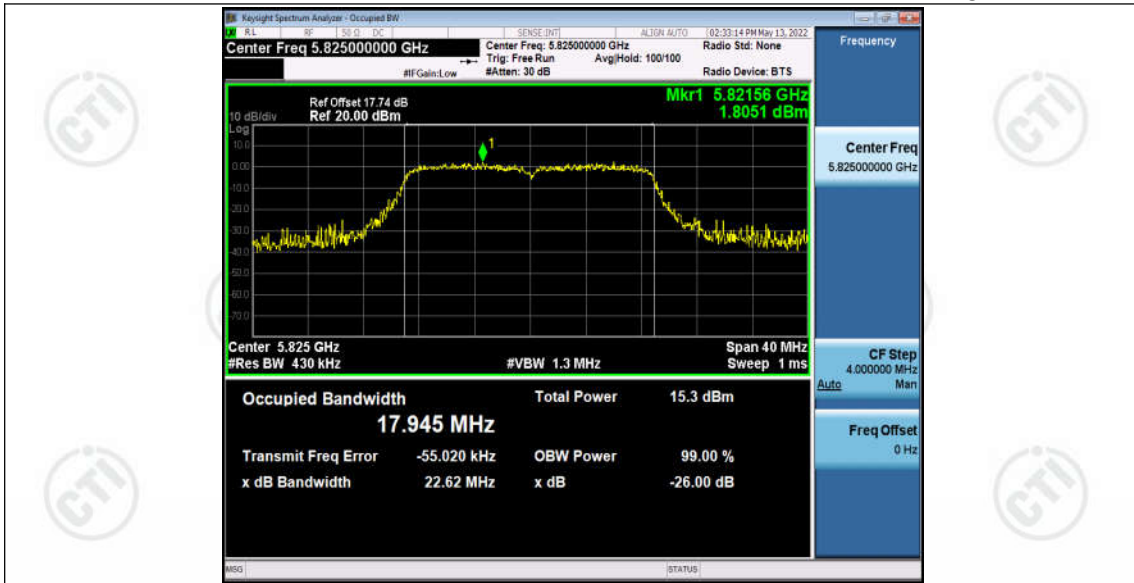 Keysight Spectrum Analyzer - Occupied BW
RL RF 50 Ω DC SENSE:INT ALIGN AUTO 02:33:14 PM May 13, 2022
Center Freq 5.825000000 GHz
Center Freq: 5.825000000 GHz
Radio Std: None
Trig: Free Run Avg|Hold: 100/100
#IFGain:Low #Atten: 30 dB Radio Device: BTS
Frequency
Mkr1 5.82156 GHz
1.8051 dBm
Ref Offset 17.74 dB
10 dB/div Ref 20.00 dBm
Log
10.0
0.00
-10.0
-20.0
-30.0
-40.0
-50.0
-60.0
-70.0
1
Center 5.825 GHz Span 40 MHz
#Res BW 430 kHz #VBW 1.3 MHz Sweep 1 ms
Center Freq
5.825000000 GHz
CF Step
4.000000 MHz
Auto Man
Freq Offset
0 Hz
Occupied Bandwidth Total Power 15.3 dBm
17.945 MHz
Transmit Freq Error -55.020 kHz OBW Power 99.00 %
x dB Bandwidth 22.62 MHz x dB -26.00 dB
MSG STATUS
CTI
CTI
CTI
CTI